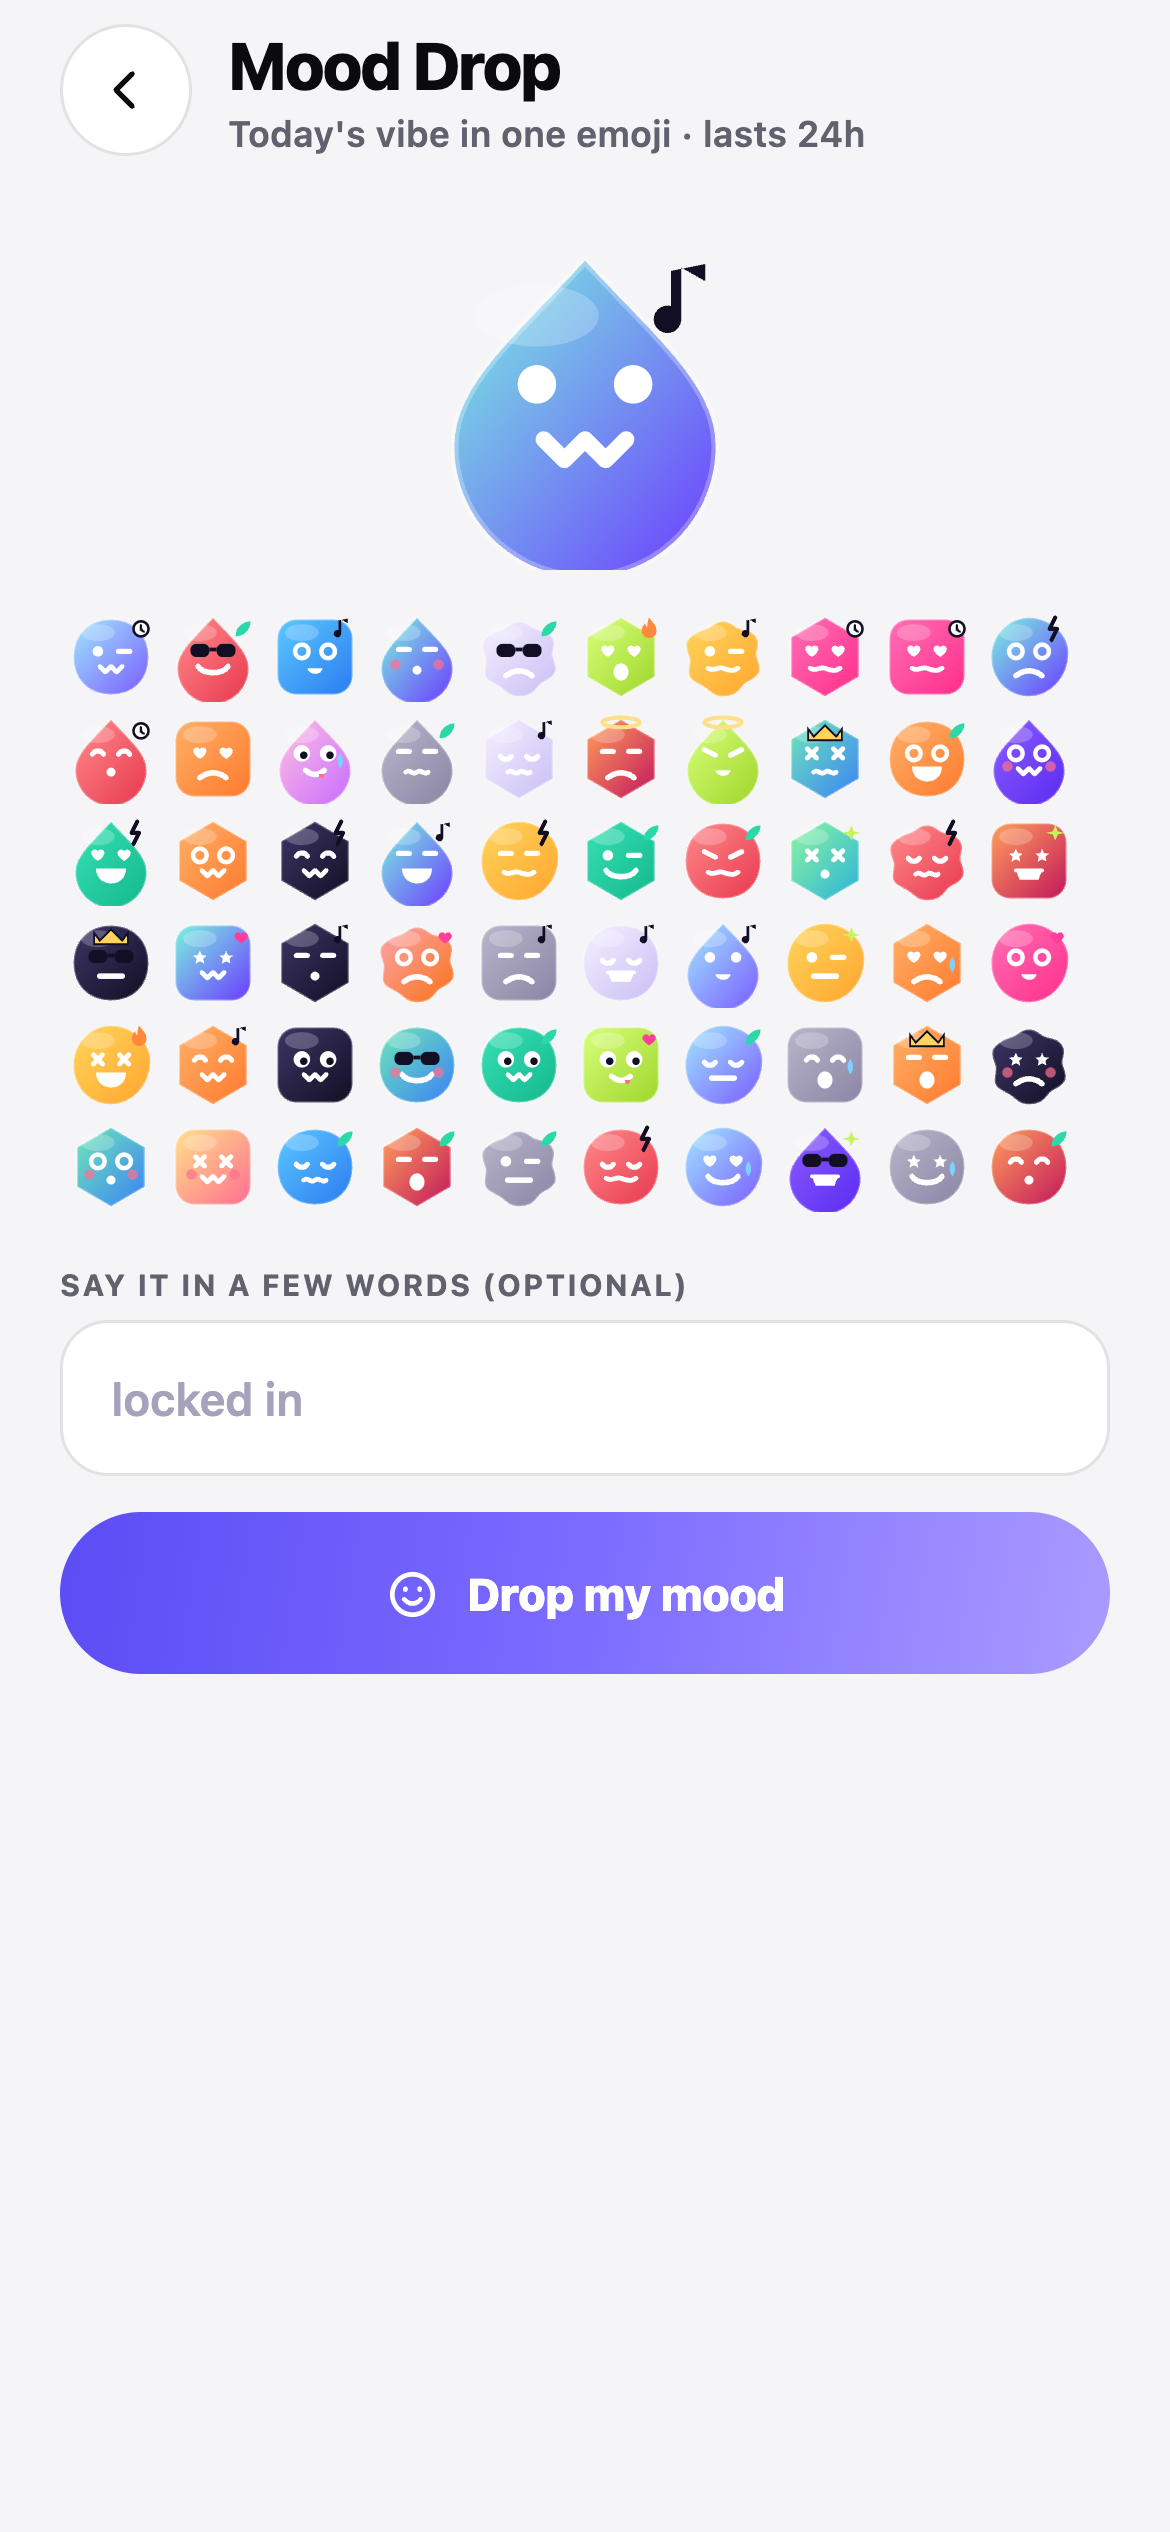 Mood Drop
Today's vibe in one emoji · lasts 24h
SAY IT IN A FEW WORDS (OPTIONAL)
locked in
Drop my mood